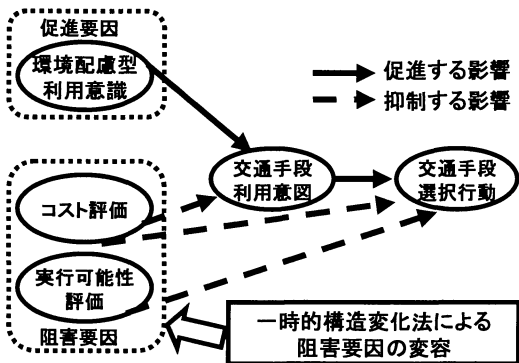 促進要因
環境配慮型
利用意識
促進する影響
抑制する影響
交通手段
利用意図
交通手段
選択行動
コスト評価
実行可能性
評価
阻害要因
一時的構造変化法による
阻害要因の変容